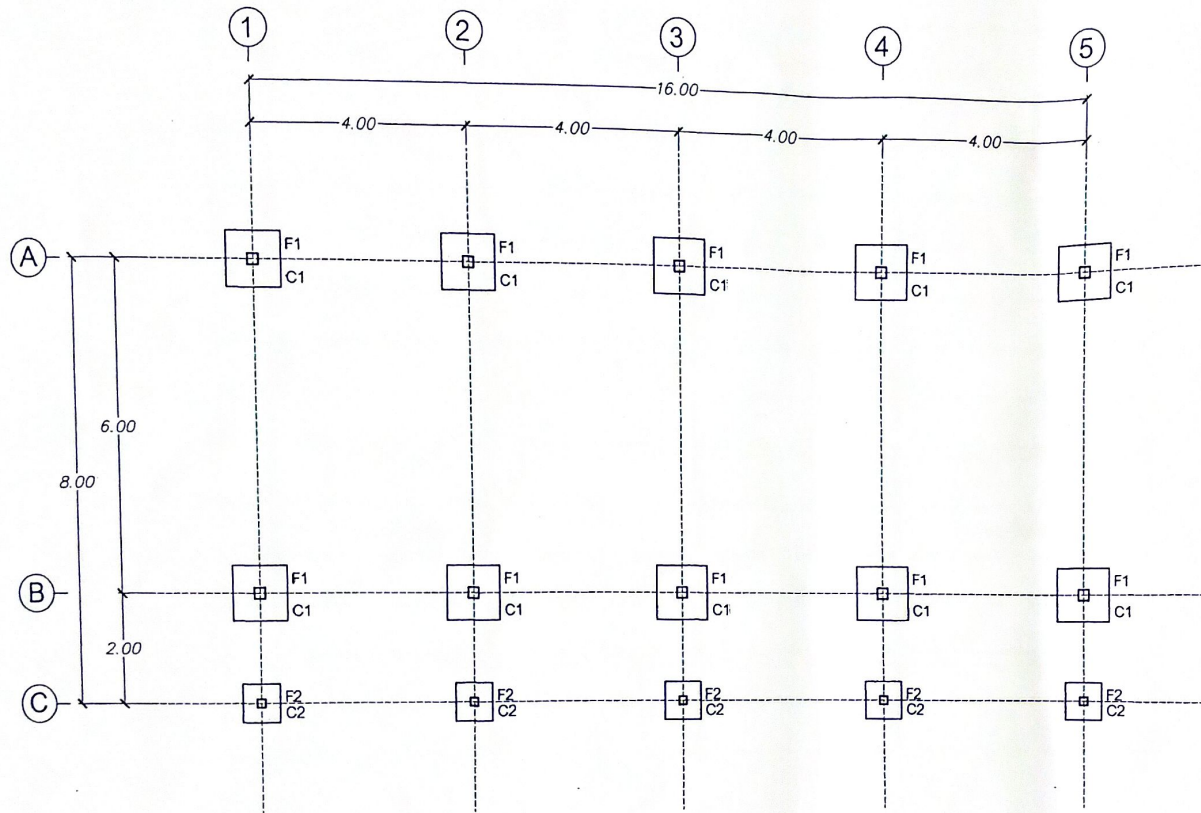 1 2 3 4 5
16.00
4.00 4.00 4.00 4.00
A F1 F1 F1 F1 F1
C1 C1 C1 C1 C1
6.00
8.00
B F1 F1 F1 F1 F1
C1 C1 C1 C1 C1
2.00
C F2 F2 F2 F2 F2
C2 C2 C2 C2 C2